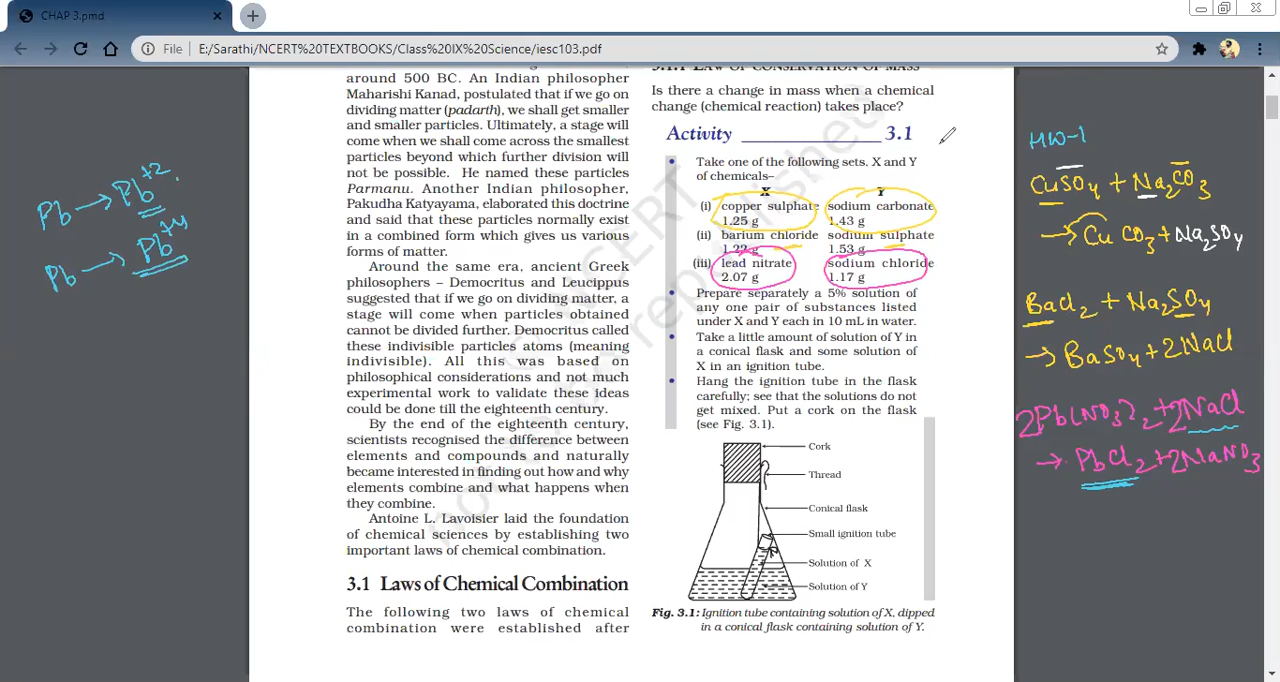 CHAP 3.pmd
File | E:/Sarathi/NCERT%20TEXTBOOKS/Class%20IX%20Science/iesc103.pdf
Pb → Pb+2
Pb → Pb+4
around 500 BC. An Indian philosopher
Maharishi Kanad, postulated that if we go on
dividing matter (padarth), we shall get smaller
and smaller particles. Ultimately, a stage will
come when we shall come across the smallest
particles beyond which further division will
not be possible. He named these particles
Parmanu. Another Indian philosopher,
Pakudha Katyayama, elaborated this doctrine
and said that these particles normally exist
in a combined form which gives us various
forms of matter.
Around the same era, ancient Greek
philosophers – Democritus and Leucippus
suggested that if we go on dividing matter, a
stage will come when particles obtained
cannot be divided further. Democritus called
these indivisible particles atoms (meaning
indivisible). All this was based on
philosophical considerations and not much
experimental work to validate these ideas
could be done till the eighteenth century.
By the end of the eighteenth century,
scientists recognised the difference between
elements and compounds and naturally
became interested in finding out how and why
elements combine and what happens when
they combine.
Antoine L. Lavoisier laid the foundation
of chemical sciences by establishing two
important laws of chemical combination.
3.1 Laws of Chemical Combination
The following two laws of chemical
combination were established after
3.1.1 LAW OF CONSERVATION OF MASS
Is there a change in mass when a chemical
change (chemical reaction) takes place?
Activity ______________ 3.1
• Take one of the following sets, X and Y
of chemicals–
X Y
(i) copper sulphate sodium carbonate
1.25 g 1.43 g
(ii) barium chloride sodium sulphate
1.22 g 1.53 g
(iii) lead nitrate sodium chloride
2.07 g 1.17 g
• Prepare separately a 5% solution of
any one pair of substances listed
under X and Y each in 10 mL in water.
• Take a little amount of solution of Y in
a conical flask and some solution of
X in an ignition tube.
• Hang the ignition tube in the flask
carefully; see that the solutions do not
get mixed. Put a cork on the flask
(see Fig. 3.1).
Cork
Thread
Conical flask
Small ignition tube
Solution of X
Solution of Y
Fig. 3.1: Ignition tube containing solution of X, dipped
in a conical flask containing solution of Y.
HW-1
CuSO4 + Na2CO3
→ CuCO3 + Na2SO4
BaCl2 + Na2SO4
→ BaSO4 + 2NaCl
2Pb(NO3)2 + 2NaCl
→ PbCl2 + 2NaNO3